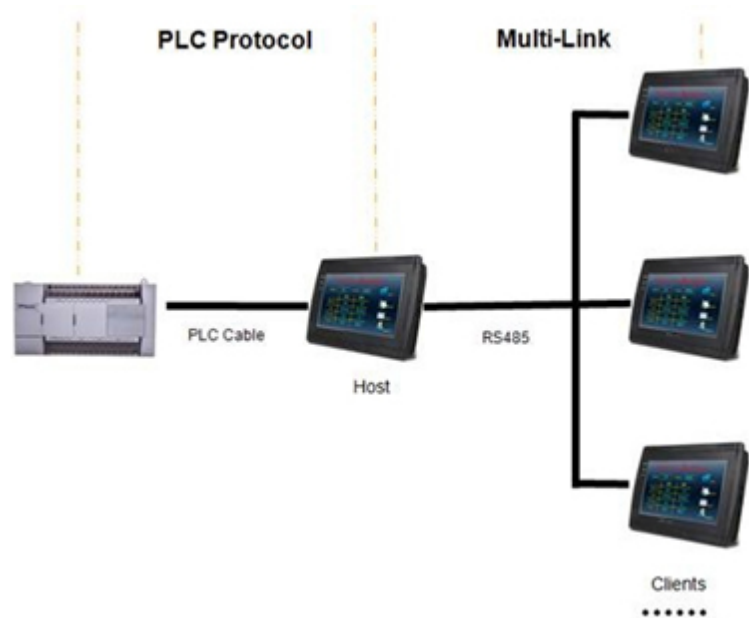 PLC Protocol
Multi-Link
PLC Cable
RS485
Host
Clients
......